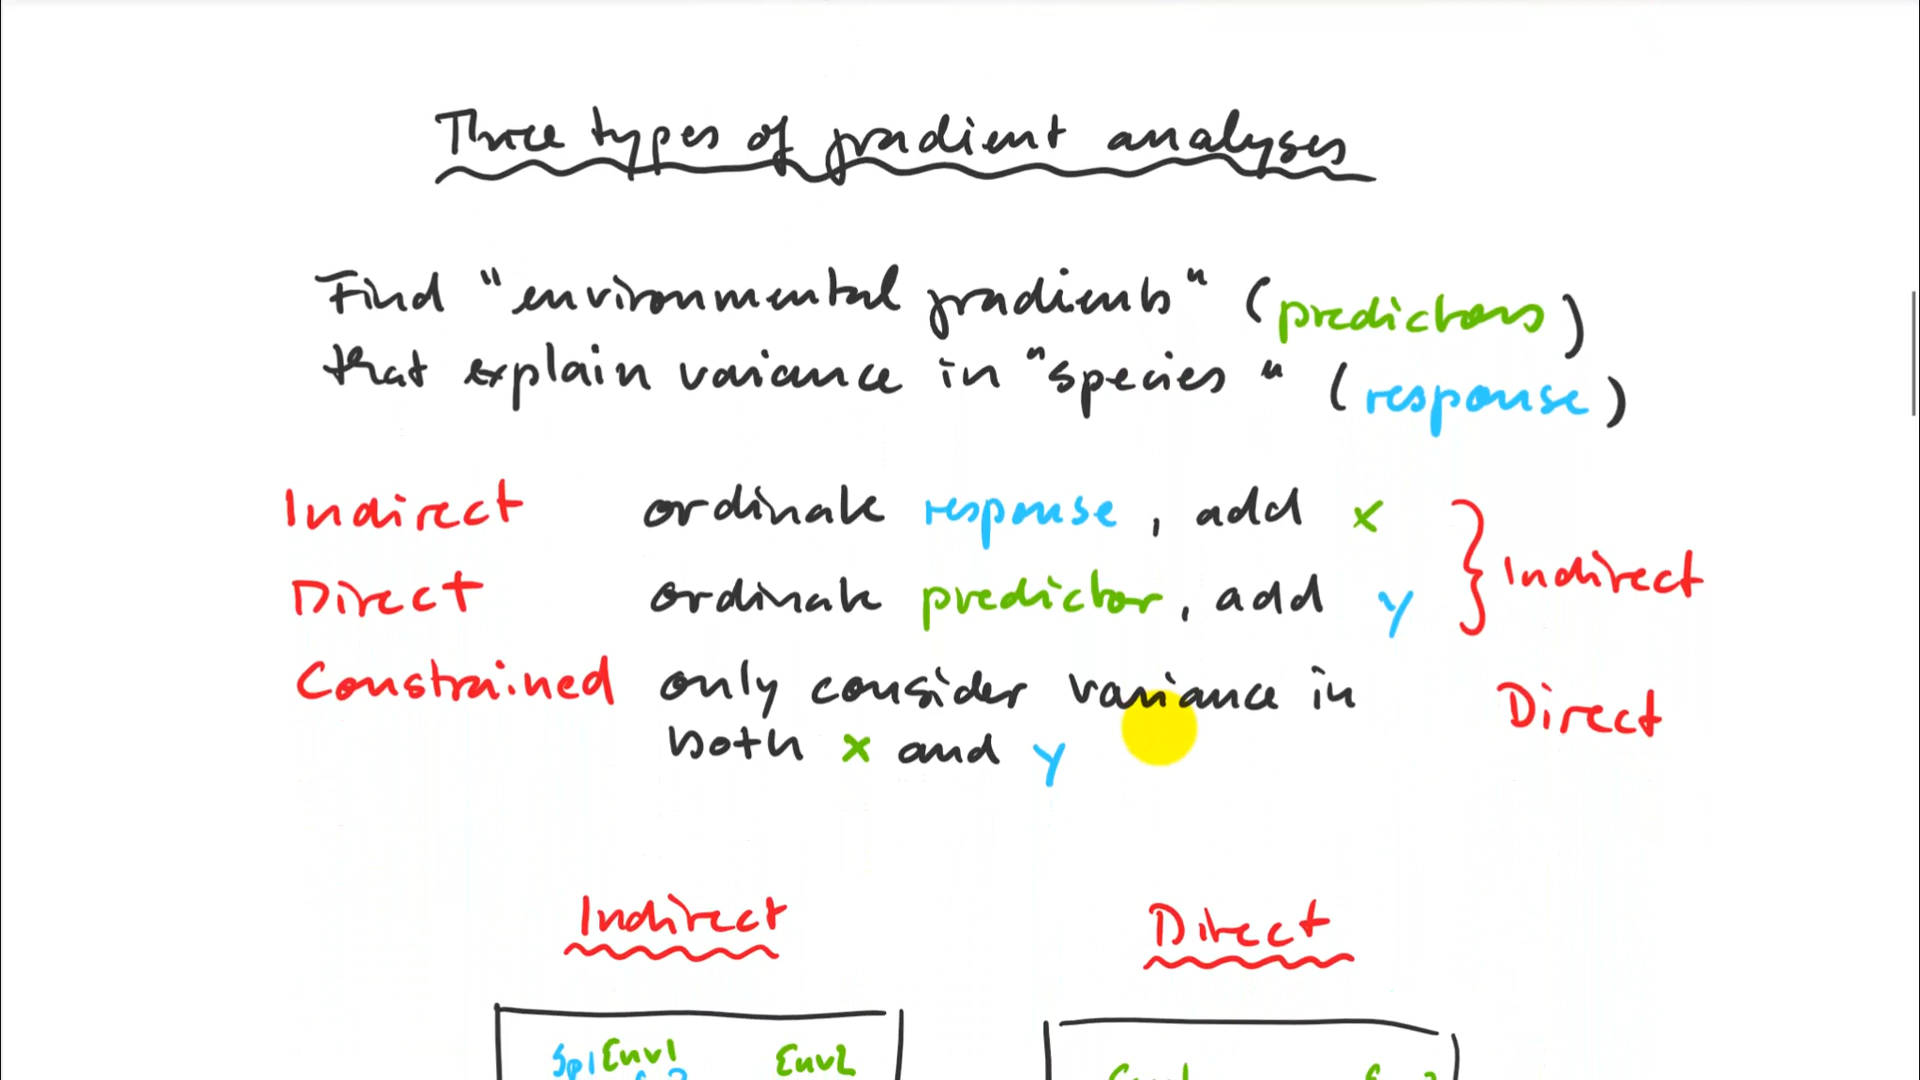 Three types of gradient analyses
Find "environmental gradients" (predictors)
that explain variance in "species" (response)
Indirect ordinate response, add x } Indirect
Direct ordinate predictor, add y
Constrained only consider variance in Direct
both x and y
Indirect Direct
Sp1 Env1 Env2